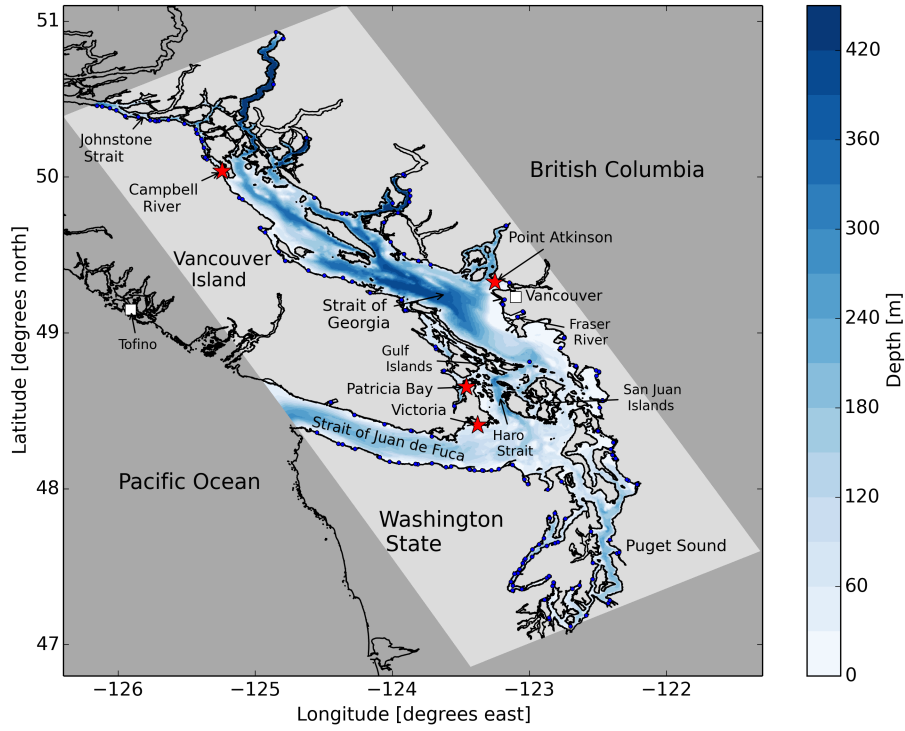 51
50
49
48
47
Latitude [degrees north]
−126
−125
−124
−123
−122
Longitude [degrees east]
Johnstone
Strait
Campbell
River
British Columbia
Point Atkinson
Vancouver
Island
Vancouver
Strait of
Georgia
Fraser
River
Tofino
Gulf
Islands
Patricia Bay
San Juan
Islands
Victoria
Strait of Juan de Fuca
Haro
Strait
Pacific Ocean
Washington
State
Puget Sound
420
360
300
240
180
120
60
0
Depth [m]